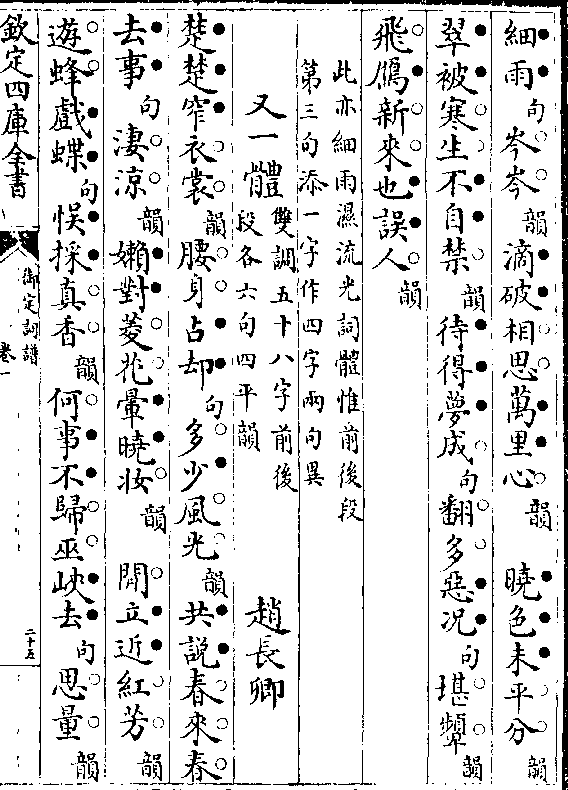 細雨句岑岑韻滴破相思萬里心韻　曉色未平分韻
翠被寒生不自禁韻待得夢成句翻多惡况句堪顰韻
飛鴈新來也誤人韻
此亦細雨濕流光詞體惟前後段
第三句添一字作四字兩句異
又一體　雙調五十八字前後
段各六句四平韻　趙長卿
楚楚窄衣裳韻腰身占却句多少風光韻共說春來春
去事句淒涼韻嬾對菱花暈曉妝韻　閒立近紅芳韻
遊蜂戲蝶句悮採真香韻何事不歸巫峽去句思量韻
欽定四庫全書
御定詞譜
卷一
二十五